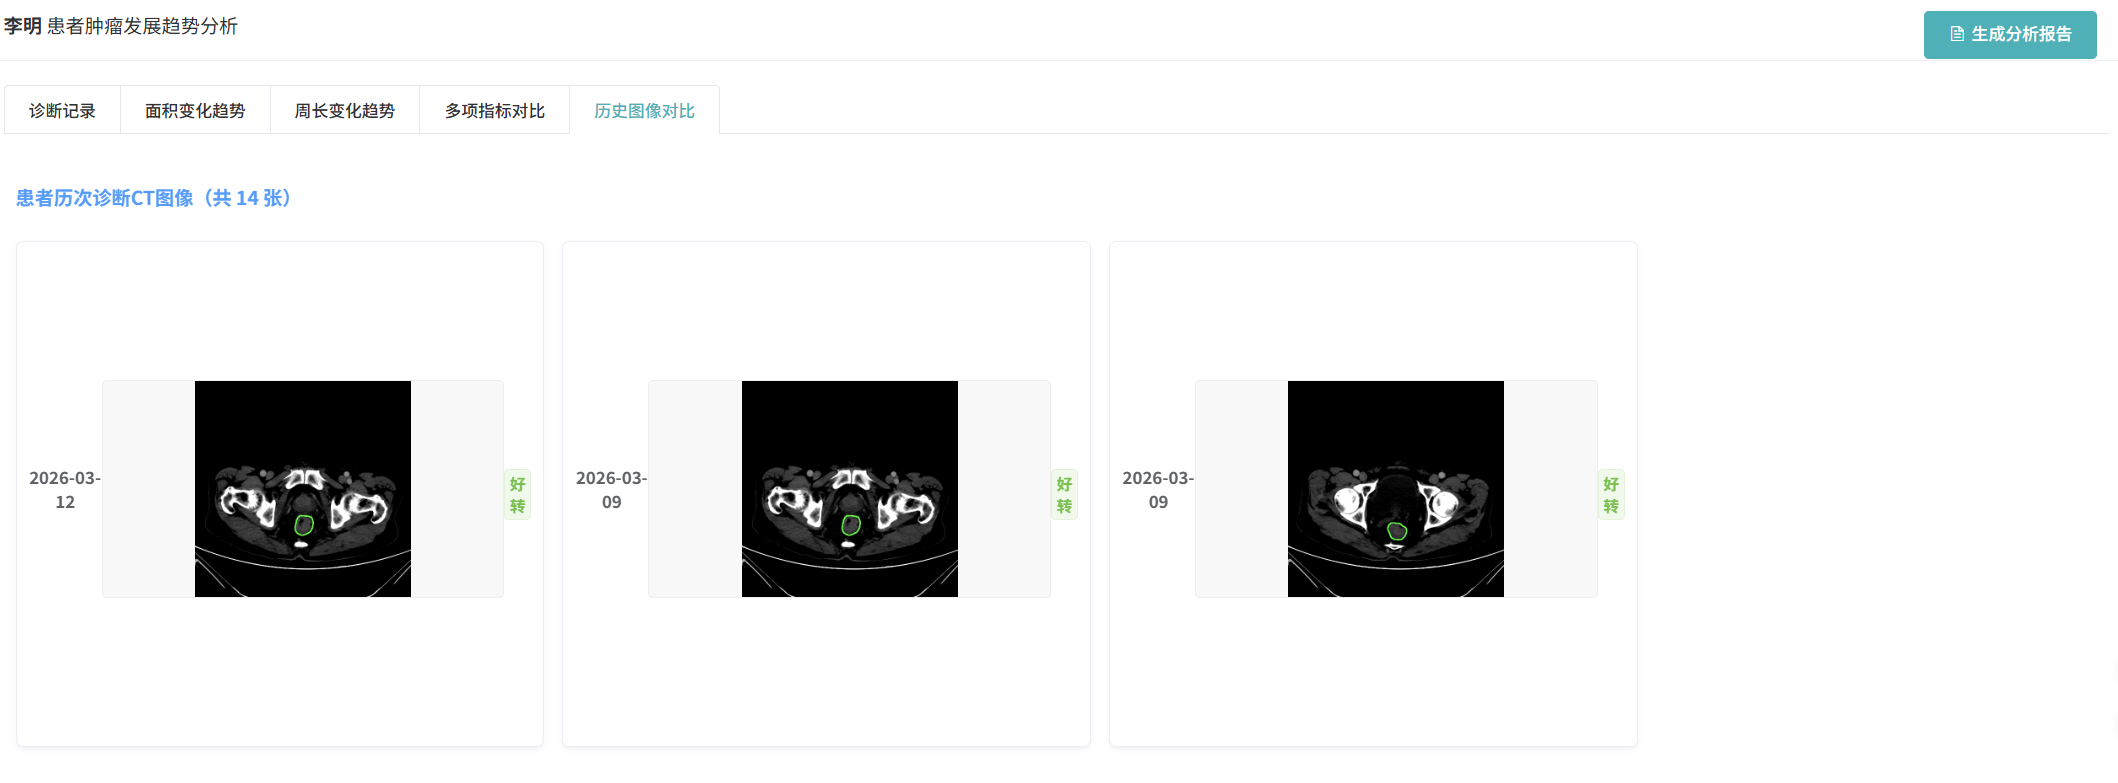 李明 患者肿瘤发展趋势分析
生成分析报告
诊断记录
面积变化趋势
周长变化趋势
多项指标对比
历史图像对比
患者历次诊断CT图像（共 14 张）
2026-03-
12
好
转
2026-03-
09
好
转
2026-03-
09
好
转